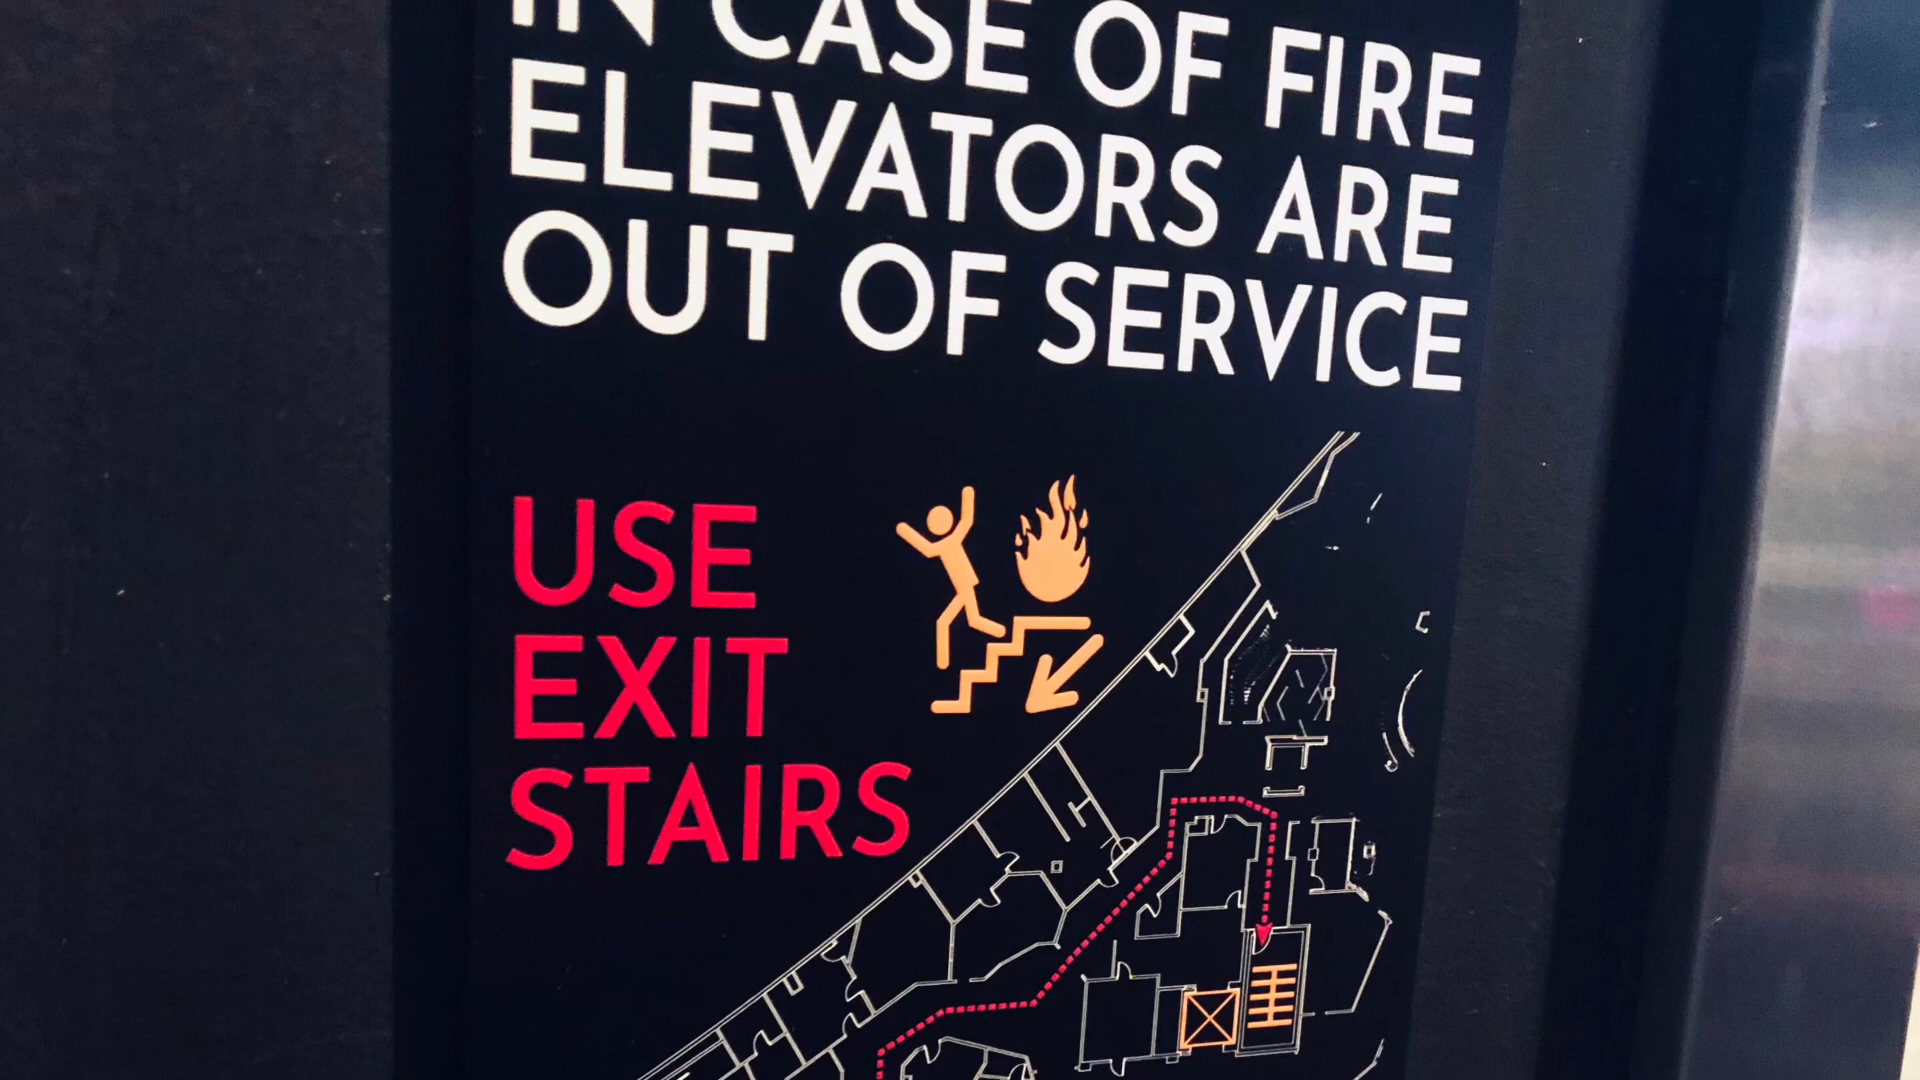 IN CASE OF FIRE
ELEVATORS ARE
OUT OF SERVICE
USE
EXIT
STAIRS